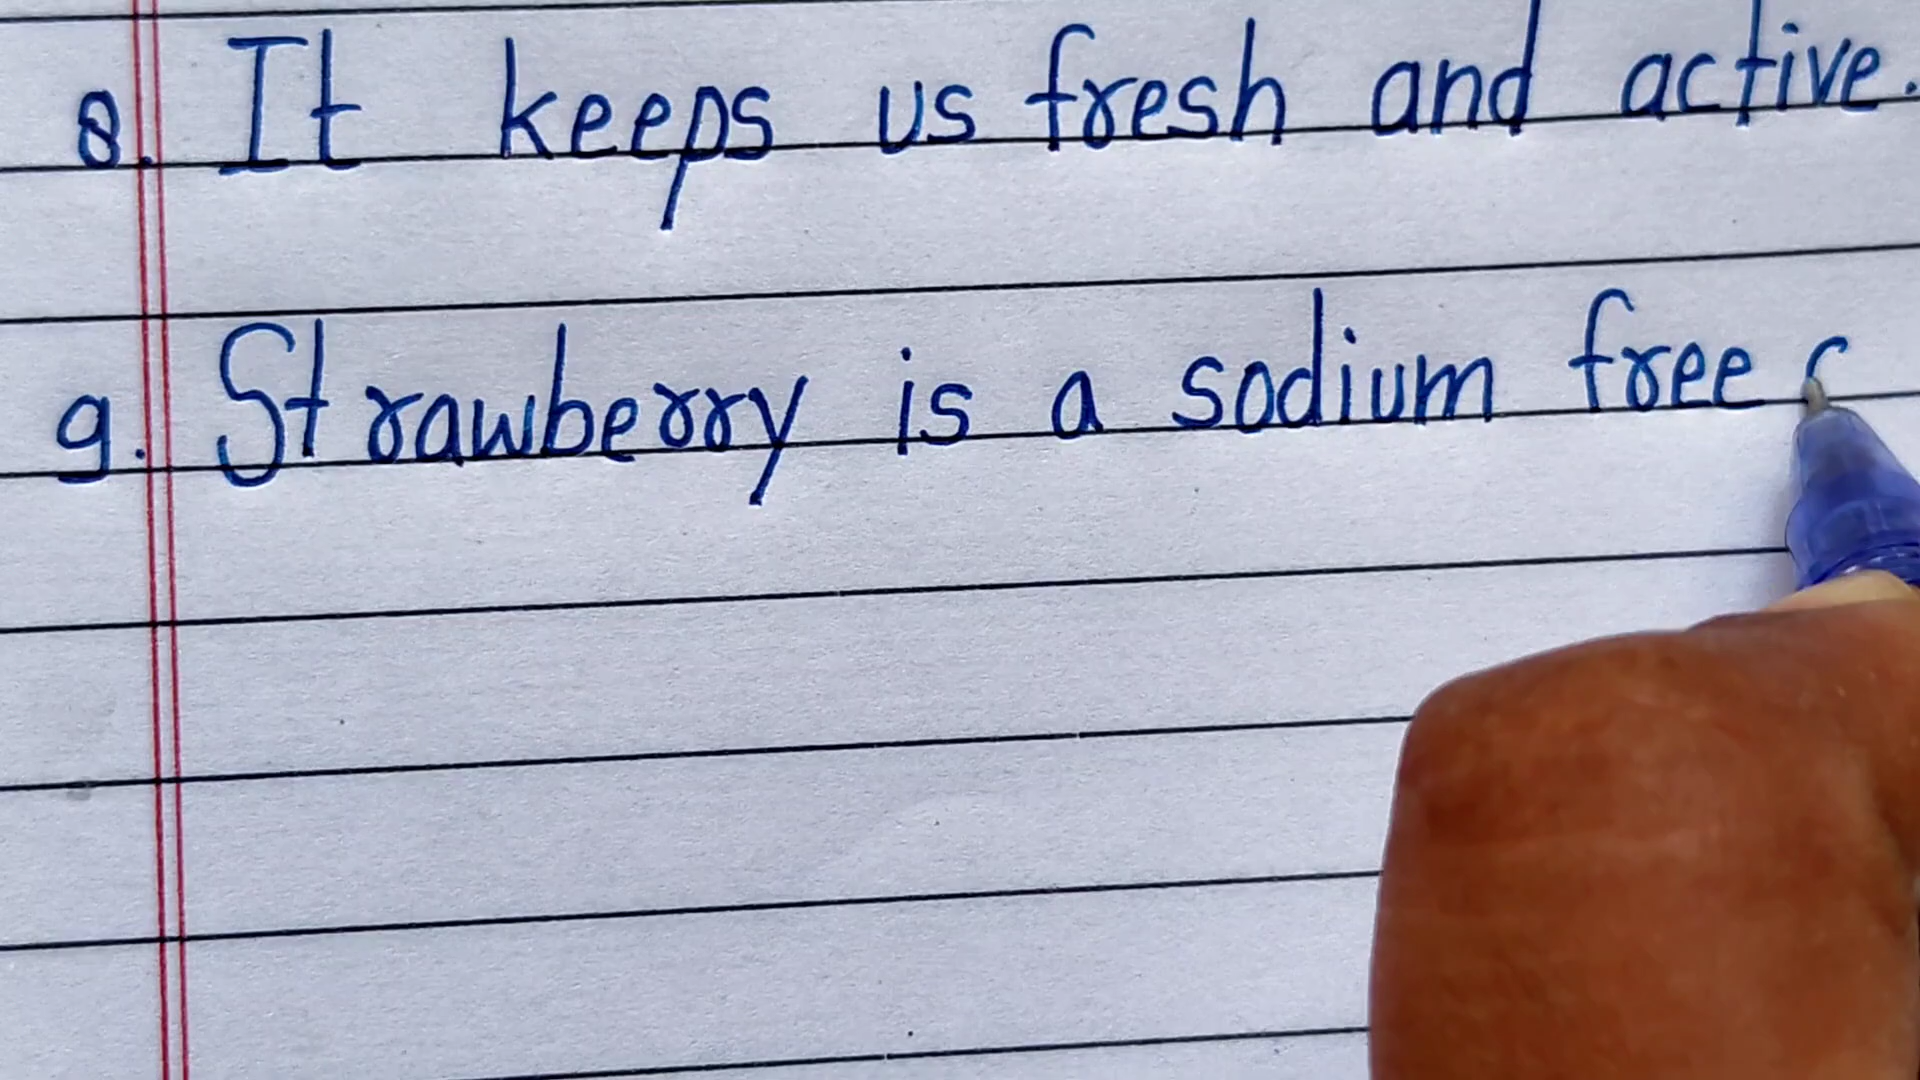 8. It keeps us fresh and active.
9. Strawberry is a sodium free